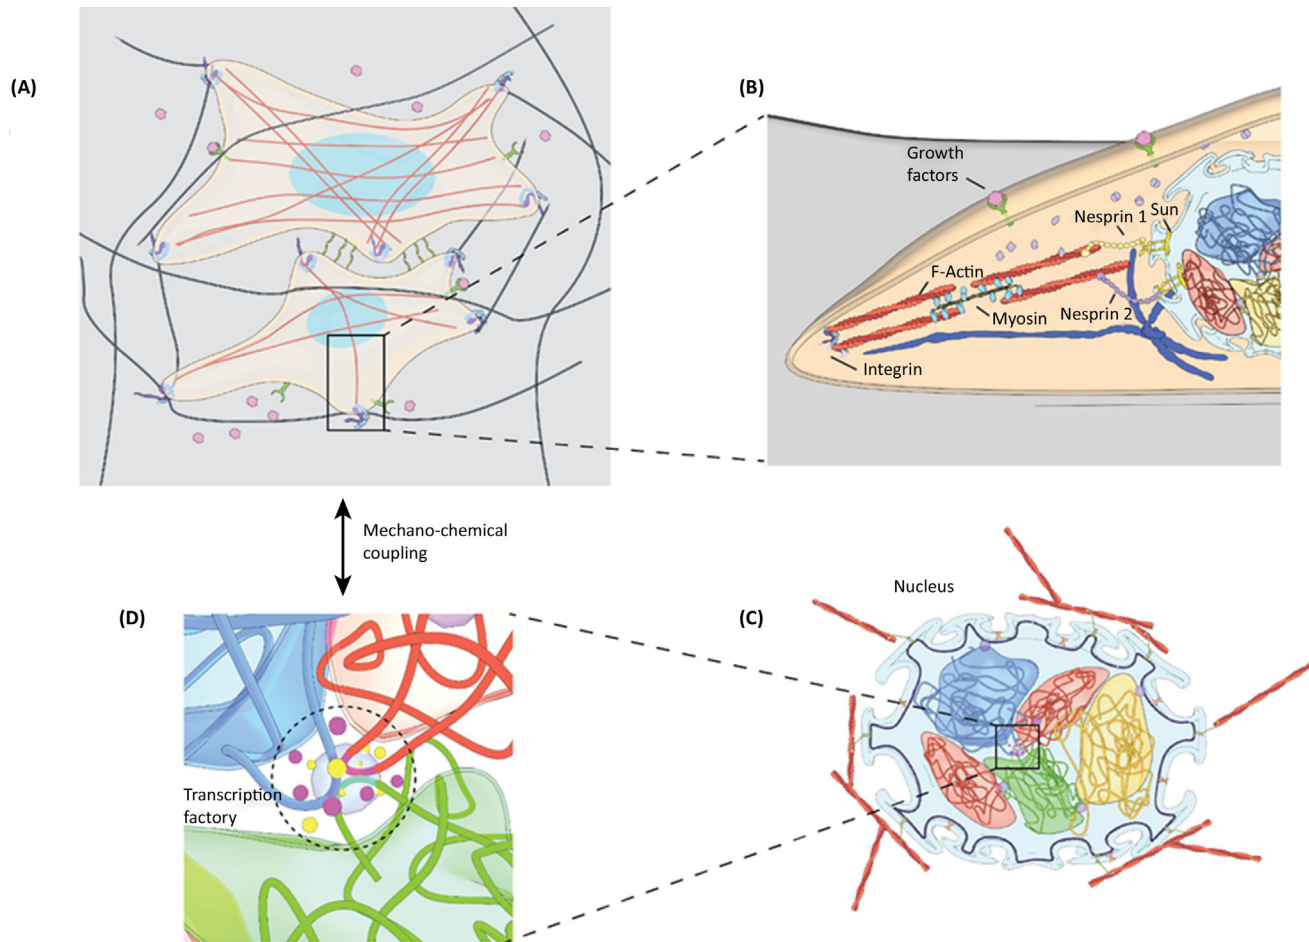 (A)
(B)
Growth
factors
Nesprin 1
Sun
F-Actin
Myosin
Nesprin 2
Integrin
Mechano-chemical
coupling
(D)
Transcription
factory
(C)
Nucleus